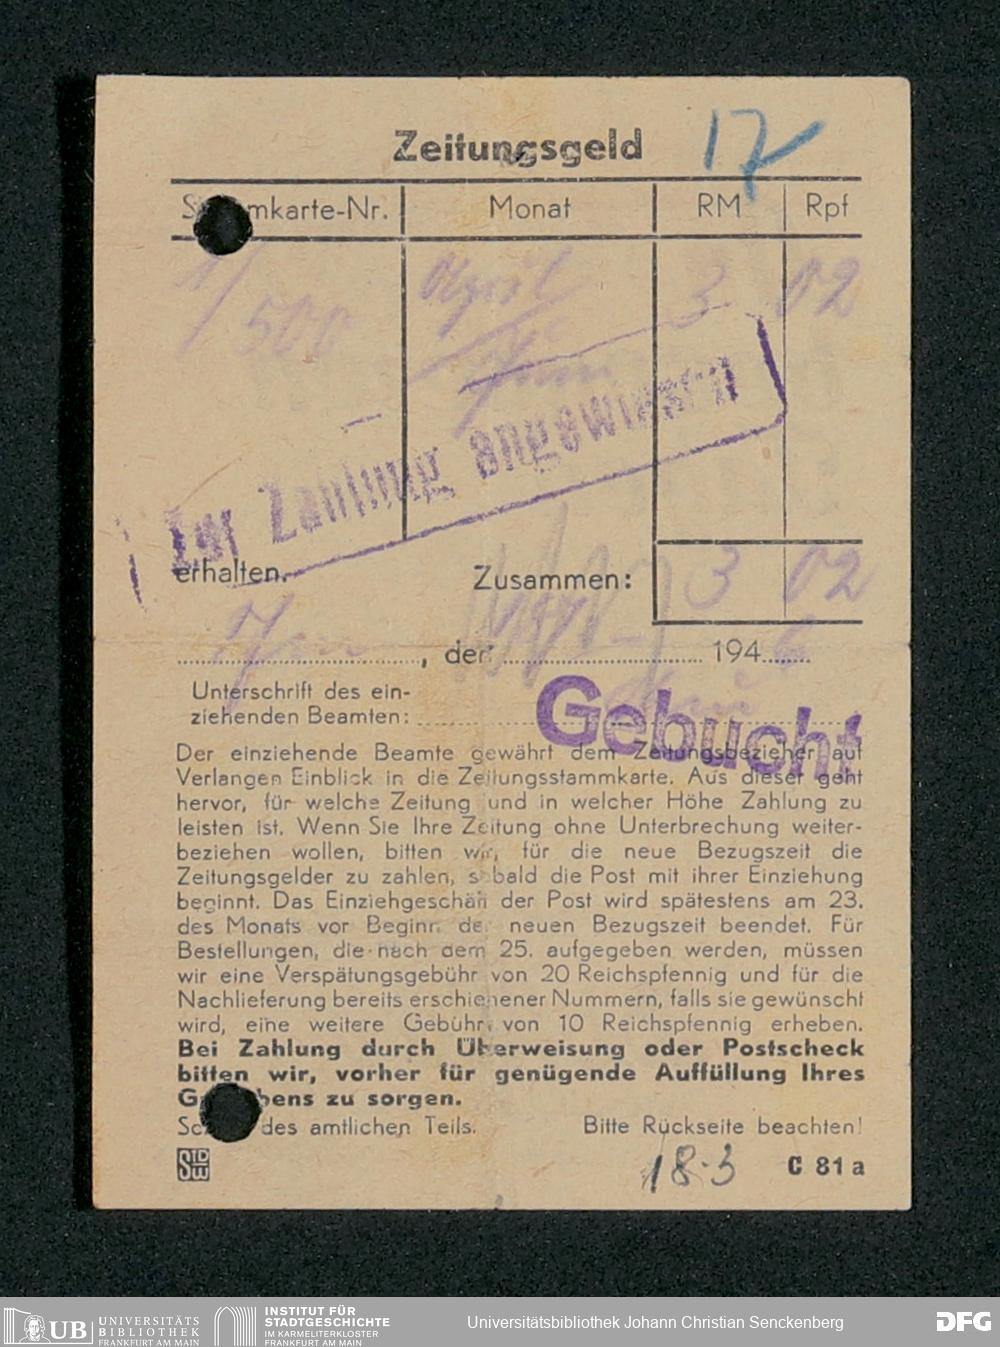 Zeitungsgeld
17
mkarte-Nr. Monat RM Rpf
1/500 April 3 02
Juni
Zur Zahlung angewiesen
erhalten. Zusammen: 3 02
, der 194
Unterschrift des ein-
ziehenden Beamten:
Gebucht
Der einziehende Beamte gewährt dem Zeitungsbezieher auf
Verlangen Einblick in die Zeitungsstammkarte. Aus dieser geht
hervor, für welche Zeitung und in welcher Höhe Zahlung zu
leisten ist. Wenn Sie Ihre Zeitung ohne Unterbrechung weiter-
beziehen wollen, bitten wir, für die neue Bezugszeit die
Zeitungsgelder zu zahlen, sobald die Post mit ihrer Einziehung
beginnt. Das Einziehgeschäft der Post wird spätestens am 23.
des Monats vor Beginn der neuen Bezugszeit beendet. Für
Bestellungen, die nach dem 25. aufgegeben werden, müssen
wir eine Verspätungsgebühr von 20 Reichspfennig und für die
Nachlieferung bereits erschienener Nummern, falls sie gewünscht
wird, eine weitere Gebühr von 10 Reichspfennig erheben.
Bei Zahlung durch Überweisung oder Postscheck
bitten wir, vorher für genügende Auffüllung Ihres
G bens zu sorgen.
des amtlichen Teils. Bitte Rückseite beachten!
18.3 C 81 a
StDW
UB UNIVERSITÄTS
BIBLIOTHEK
FRANKFURT AM MAIN
INSTITUT FÜR
STADTGESCHICHTE
IM KARMELITERKLOSTER
FRANKFURT AM MAIN
Universitätsbibliothek Johann Christian Senckenberg
DFG